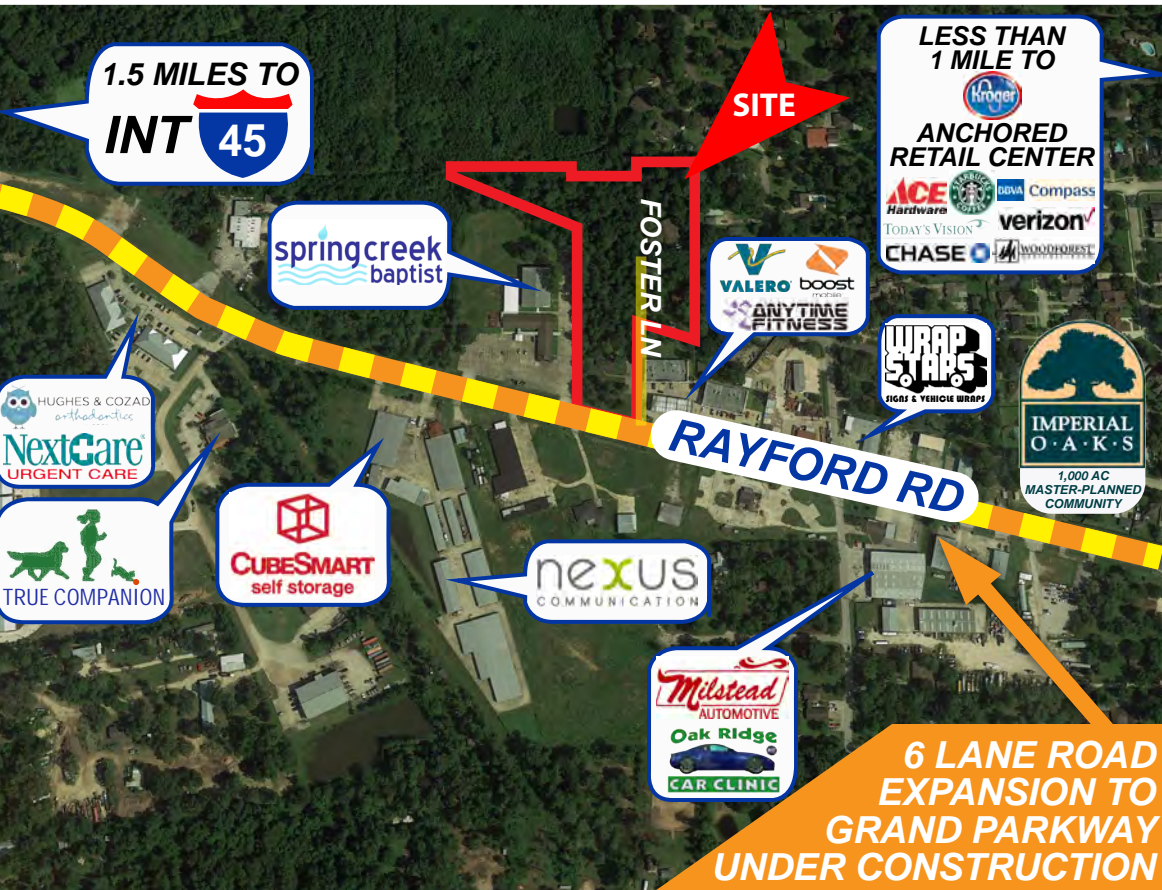 1.5 MILES TO
INT 45
SITE
LESS THAN
1 MILE TO
Kroger
ANCHORED
RETAIL CENTER
ACE
Hardware
STARBUCKS
COFFEE
BBVA Compass
TODAY'S VISION
verizon
CHASE
WOODFOREST
springcreek
baptist
FOSTER LN
VALERO
boost
mobile
ANYTIME
FITNESS
WRAP
STARS
SIGNS & VEHICLE WRAPS
IMPERIAL
O·A·K·S
1,000 AC
MASTER-PLANNED
COMMUNITY
HUGHES & COZAD
orthodontics
NextCare
URGENT CARE
RAYFORD RD
TRUE COMPANION
CUBESMART
self storage
nexus
COMMUNICATION
Milstead
AUTOMOTIVE
Oak Ridge
CAR CLINIC
6 LANE ROAD
EXPANSION TO
GRAND PARKWAY
UNDER CONSTRUCTION